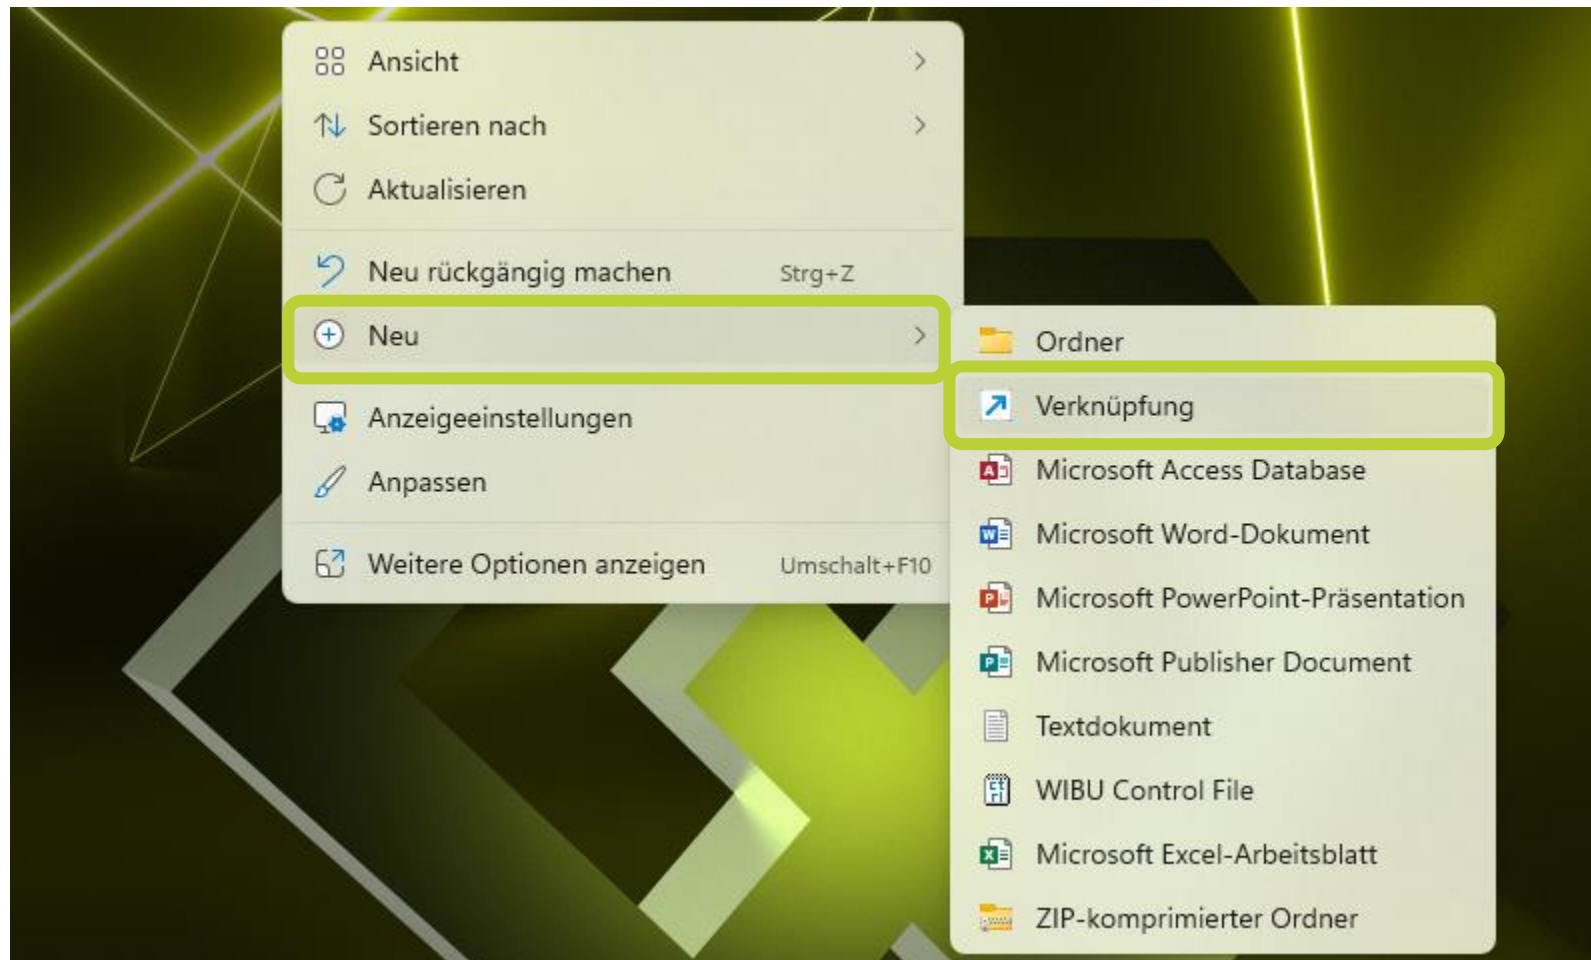 Ansicht
Sortieren nach
Aktualisieren
Neu rückgängig machen Strg+Z
Neu
Anzeigeeinstellungen
Anpassen
Weitere Optionen anzeigen Umschalt+F10
Ordner
Verknüpfung
Microsoft Access Database
Microsoft Word-Dokument
Microsoft PowerPoint-Präsentation
Microsoft Publisher Document
Textdokument
WIBU Control File
Microsoft Excel-Arbeitsblatt
ZIP-komprimierter Ordner